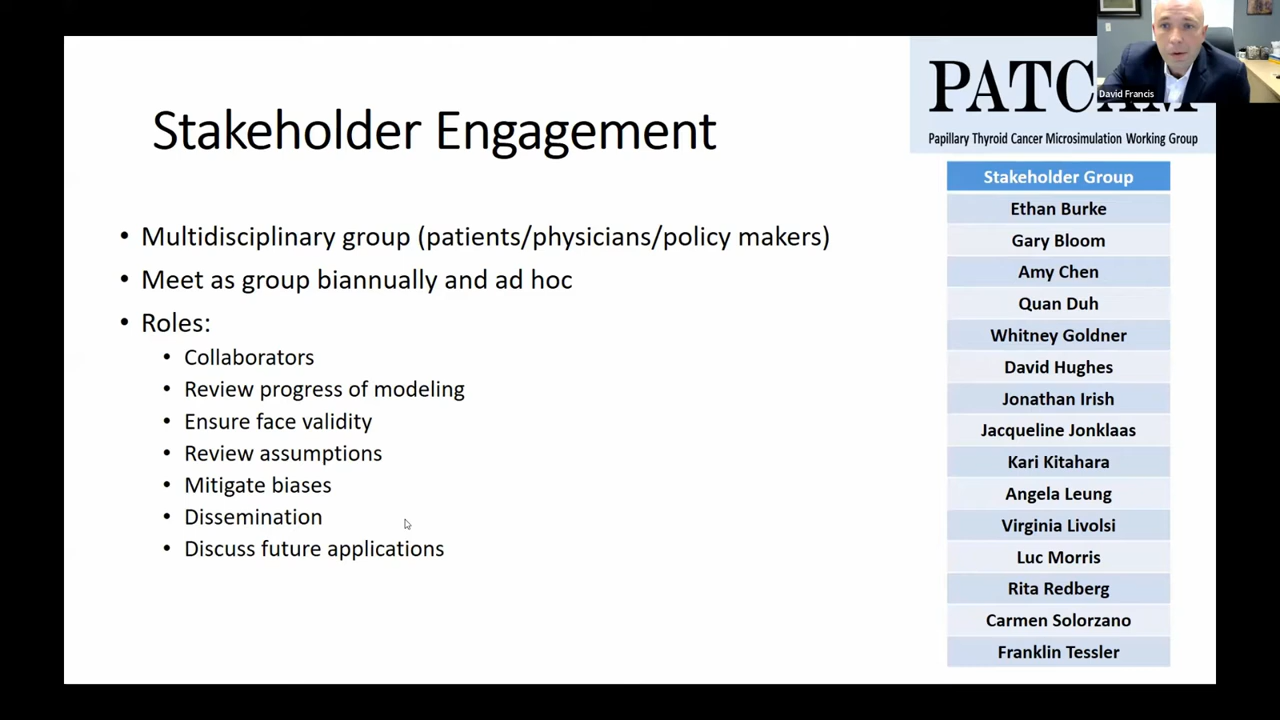 Stakeholder Engagement
• Multidisciplinary group (patients/physicians/policy makers)
• Meet as group biannually and ad hoc
• Roles:
• Collaborators
• Review progress of modeling
• Ensure face validity
• Review assumptions
• Mitigate biases
• Dissemination
• Discuss future applications
David Francis
Papillary Thyroid Cancer Microsimulation Working Group
Stakeholder Group
Ethan Burke
Gary Bloom
Amy Chen
Quan Duh
Whitney Goldner
David Hughes
Jonathan Irish
Jacqueline Jonklaas
Kari Kitahara
Angela Leung
Virginia Livolsi
Luc Morris
Rita Redberg
Carmen Solorzano
Franklin Tessler